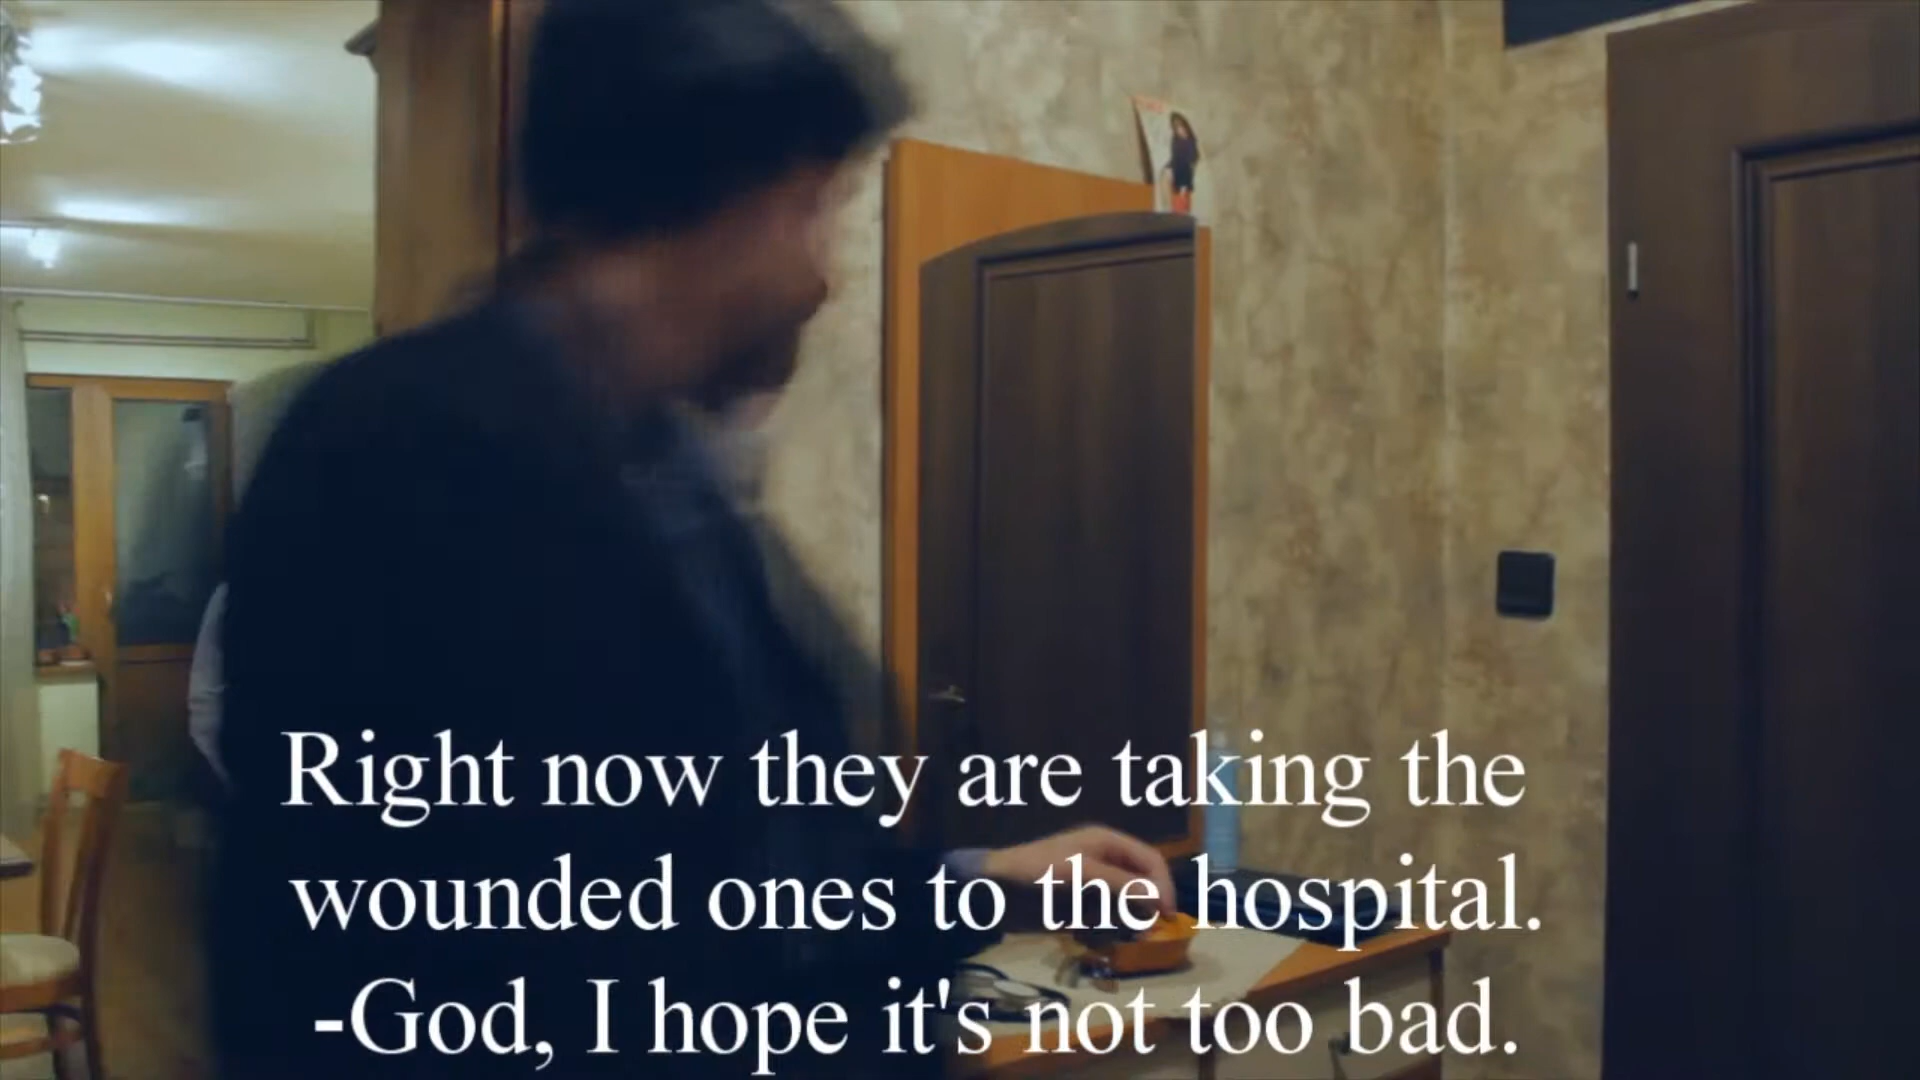 Right now they are taking the
wounded ones to the hospital.
-God, I hope it's not too bad.